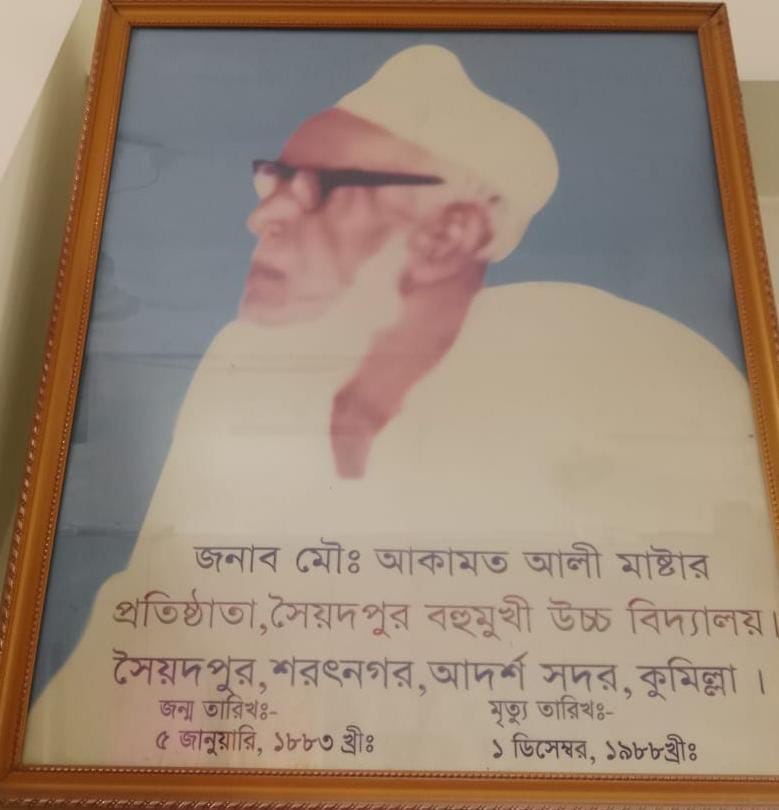 জনাব মৌঃ আকামত আলী মাষ্টার
প্রতিষ্ঠাতা,সৈয়দপুর বহুমুখী উচ্চ বিদ্যালয়।
সৈয়দপুর,শরৎনগর,আদর্শ সদর,কুমিল্লা ।
জন্ম তারিখঃ- মৃত্যু তারিখঃ-
৫ জানুয়ারি, ১৮৮৩ খ্রীঃ ১ ডিসেম্বর, ১৯৮৮খ্রীঃ